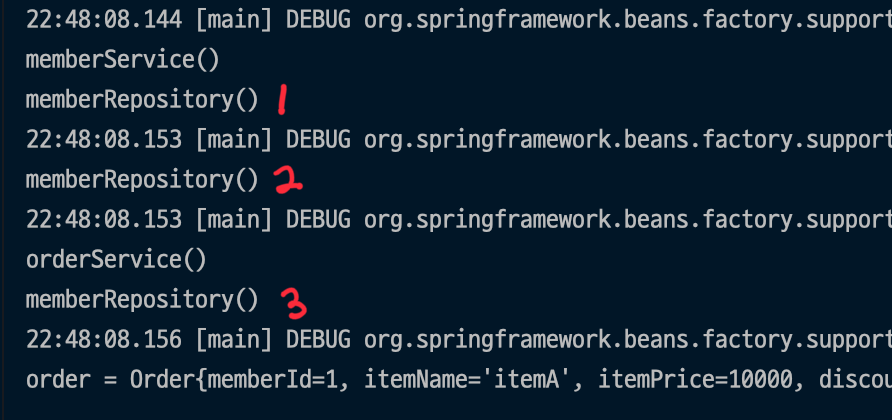 22:48:08.144 [main] DEBUG org.springframework.beans.factory.support
memberService()
memberRepository() 1
22:48:08.153 [main] DEBUG org.springframework.beans.factory.support
memberRepository() 2
22:48:08.153 [main] DEBUG org.springframework.beans.factory.support
orderService()
memberRepository() 3
22:48:08.156 [main] DEBUG org.springframework.beans.factory.support
order = Order{memberId=1, itemName='itemA', itemPrice=10000, discou